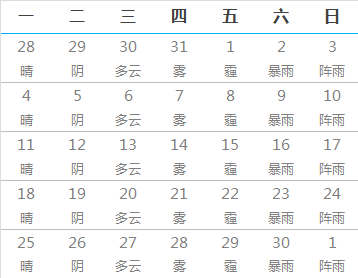 一 二 三 四 五 六 日
28 29 30 31 1 2 3
晴 阴 多云 雾 霾 暴雨 阵雨
4 5 6 7 8 9 10
晴 阴 多云 雾 霾 暴雨 阵雨
11 12 13 14 15 16 17
晴 阴 多云 雾 霾 暴雨 阵雨
18 19 20 21 22 23 24
晴 阴 多云 雾 霾 暴雨 阵雨
25 26 27 28 29 30 1
晴 阴 多云 雾 霾 暴雨 阵雨